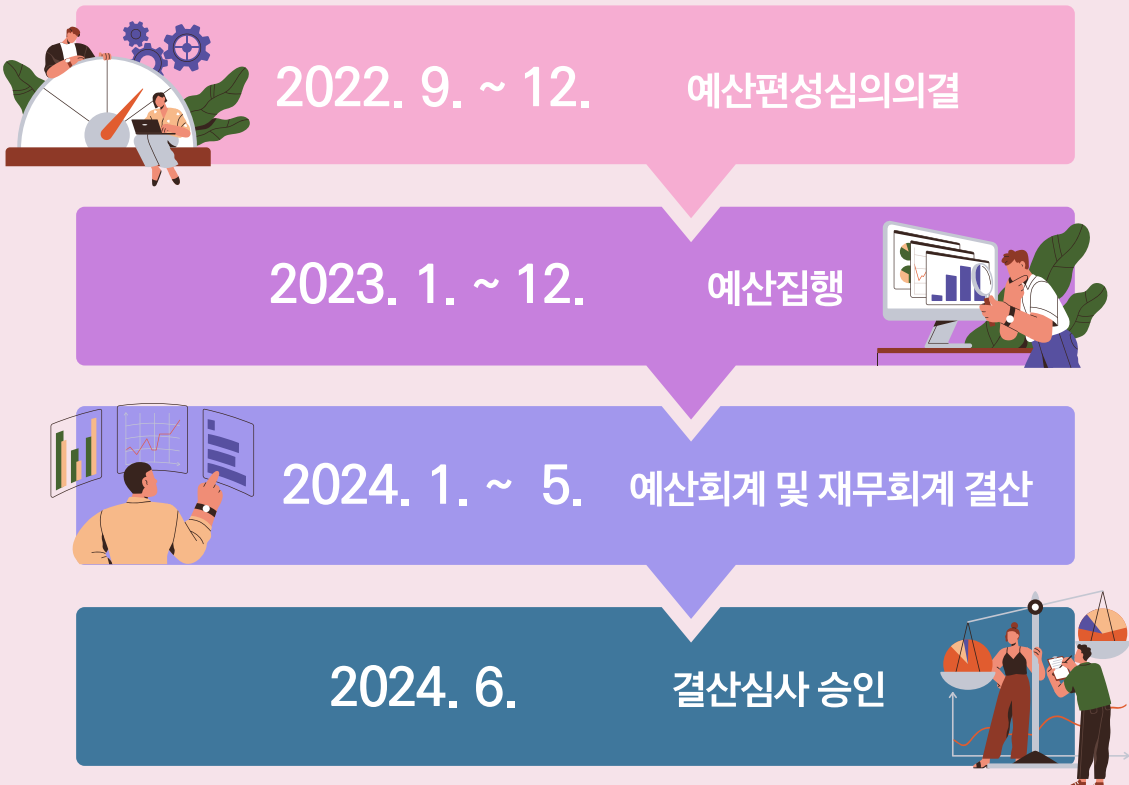 2022. 9. ~ 12. 예산편성심의의결
2023. 1. ~ 12. 예산집행
2024. 1. ~ 5. 예산회계 및 재무회계 결산
2024. 6. 결산심사 승인